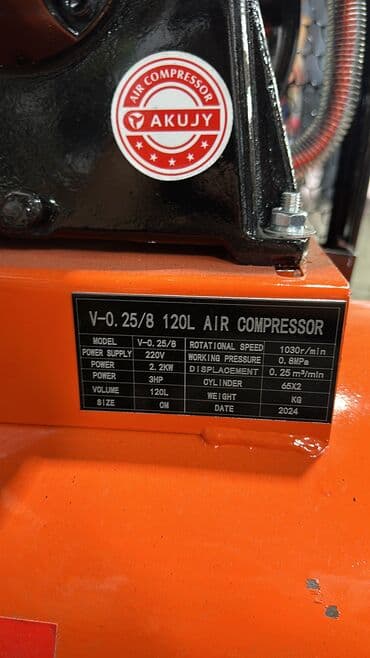 AIR COMPRESSOR
AKUJY
V-0.25/8 120L AIR COMPRESSOR
MODEL V-0.25/8 ROTATIONAL SPEED 1030r/min
POWER SUPPLY 220V WORKING PRESSURE 0.8MPa
POWER 2.2KW DISPLACEMENT 0.25m³/min
POWER 3HP CYLINDER 65X2
VOLUME 120L WEIGHT KG
SIZE CM DATE 2024